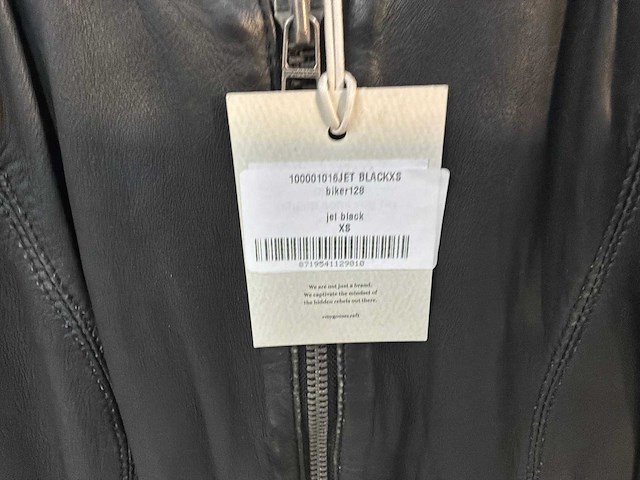 100001016JET BLACKXS
biker128
jet black
XS
8719541129010
We are not just a brand.
We captivate the mindset of
the hidden rebels out there.